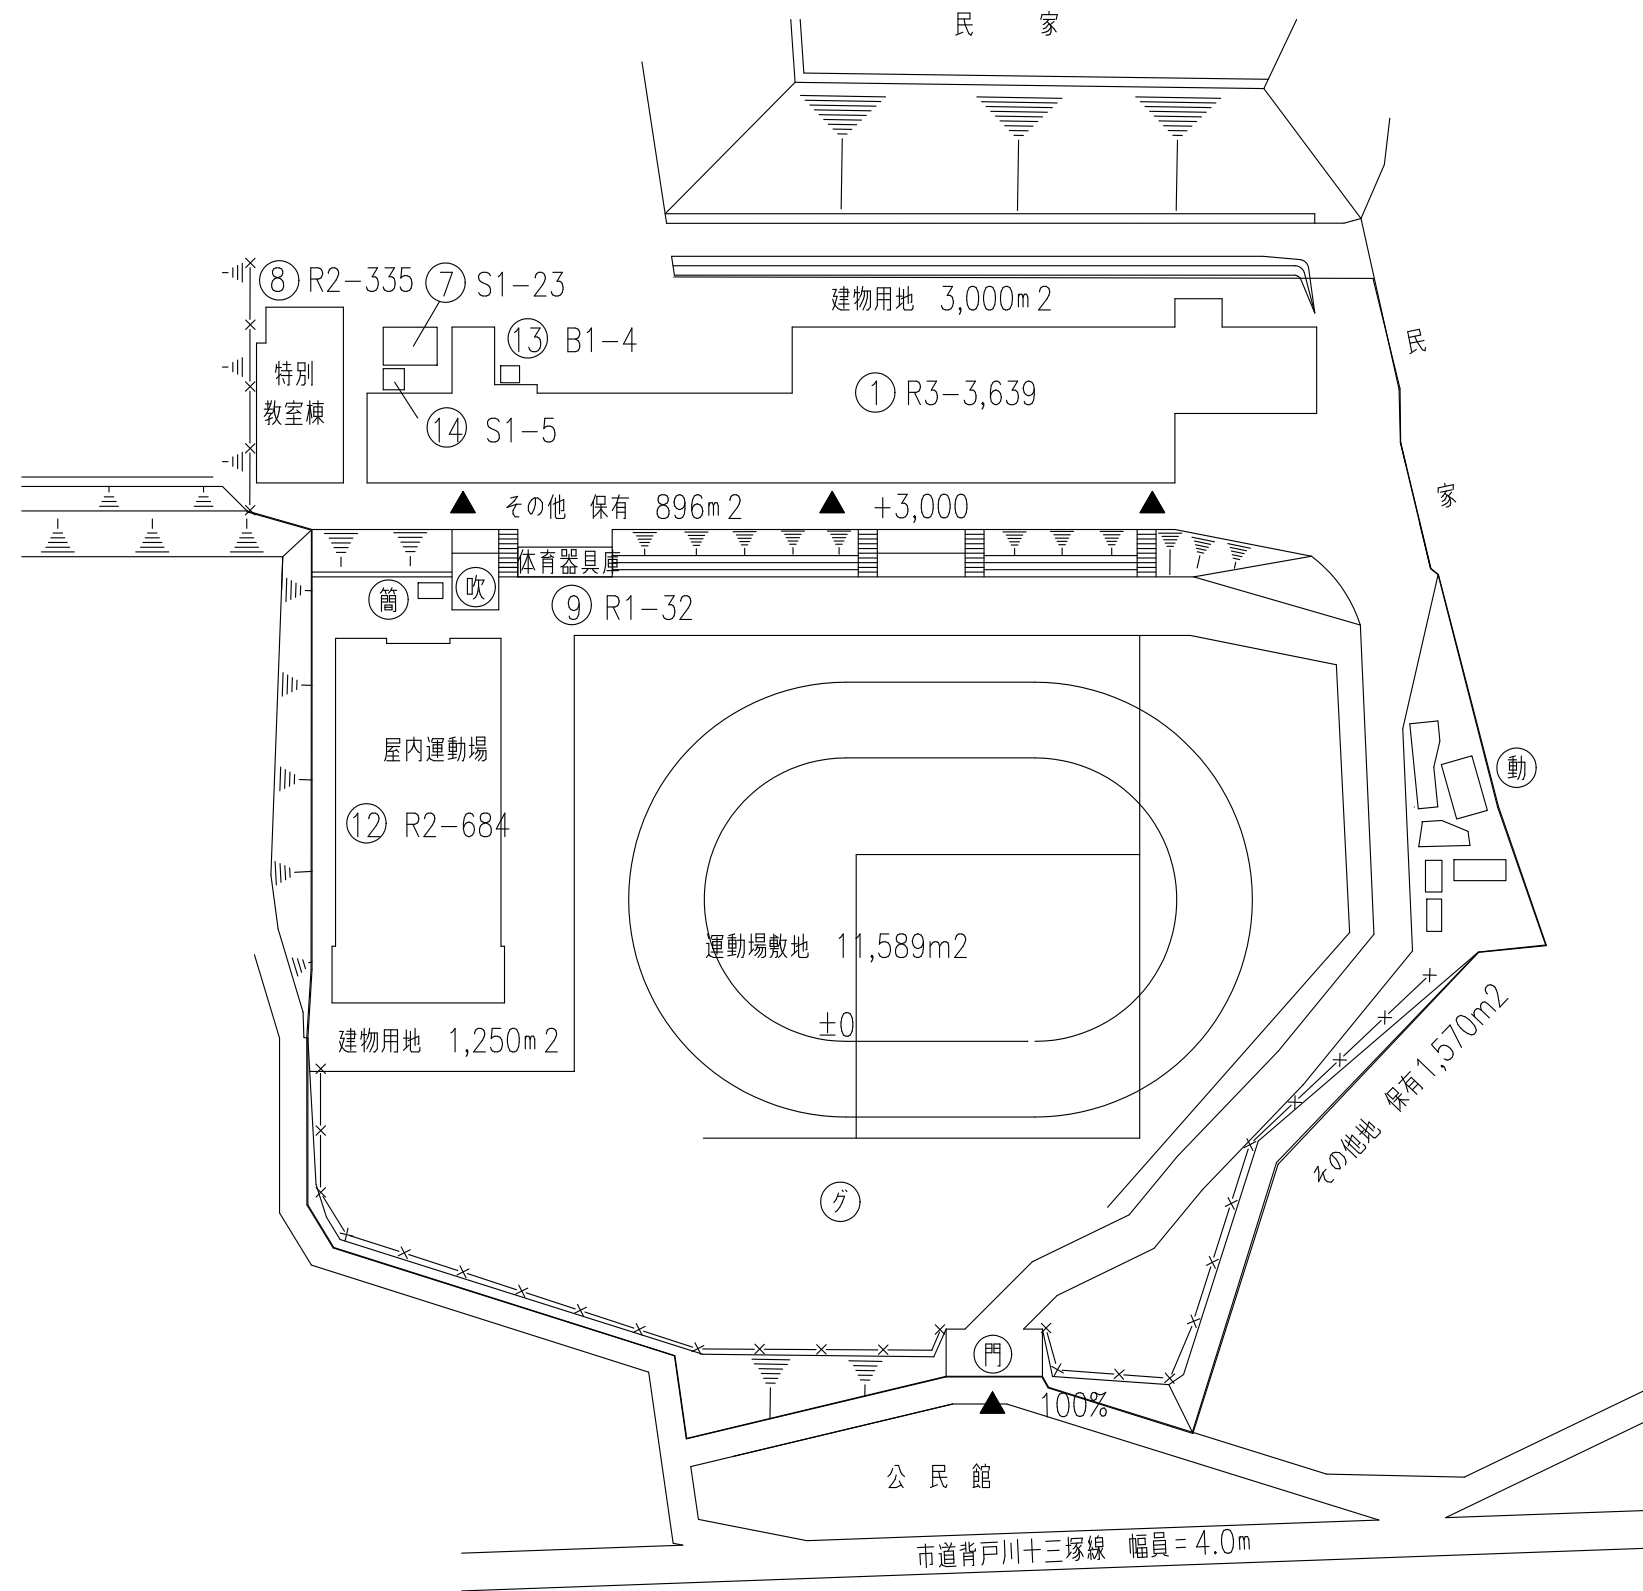 民　家
⑧ R2-335
⑦ S1-23
建物用地　3,000m2
⑬ B1-4
特別
教室棟
① R3-3,639
⑭ S1-5
民
家
その他　保有　896m2
+3,000
体育器具庫
簡
吹
⑨ R1-32
屋内運動場
⑫ R2-684
動
運動場敷地　11,589m2
±0
建物用地　1,250m2
その他地　保有1,570m2
グ
門
100%
公　民　館
市道背戸川十三塚線　幅員=4.0m